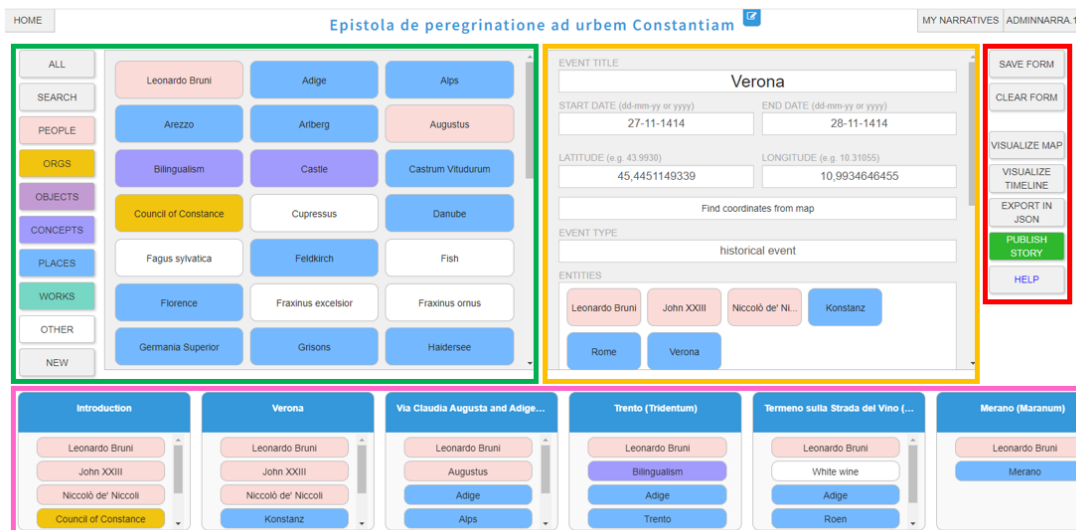 HOME
Epistola de peregrinatione ad urbem Constantiam
MY NARRATIVES
ADMINNARRA.1
ALL
SEARCH
PEOPLE
ORGS
OBJECTS
CONCEPTS
PLACES
WORKS
OTHER
NEW
Leonardo Bruni
Adige
Alps
Arezzo
Arlberg
Augustus
Bilingualism
Castle
Castrum Vitudurum
Council of Constance
Cupressus
Danube
Fagus sylvatica
Feldkirch
Fish
Florence
Fraxinus excelsior
Fraxinus ornus
Germania Superior
Grisons
Haidersee
EVENT TITLE
Verona
START DATE (dd-mm-yy or yyyy)
END DATE (dd-mm-yy or yyyy)
27-11-1414
28-11-1414
LATITUDE (e.g. 43.9930)
LONGITUDE (e.g. 10.31055)
45,4451149339
10,9934646455
Find coordinates from map
EVENT TYPE
historical event
ENTITIES
Leonardo Bruni
John XXIII
Niccolò de' Ni...
Konstanz
Rome
Verona
SAVE FORM
CLEAR FORM
VISUALIZE MAP
VISUALIZE
TIMELINE
EXPORT IN
JSON
PUBLISH
STORY
HELP
Introduction
Leonardo Bruni
John XXIII
Niccolò de' Niccoli
Council of Constance
Verona
Leonardo Bruni
John XXIII
Niccolò de' Niccoli
Konstanz
Via Claudia Augusta and Adige...
Leonardo Bruni
Augustus
Adige
Alps
Trento (Tridentum)
Leonardo Bruni
Bilingualism
Adige
Trento
Termeno sulla Strada del Vino (...
Leonardo Bruni
White wine
Adige
Roen
Merano (Maranum)
Leonardo Bruni
Merano